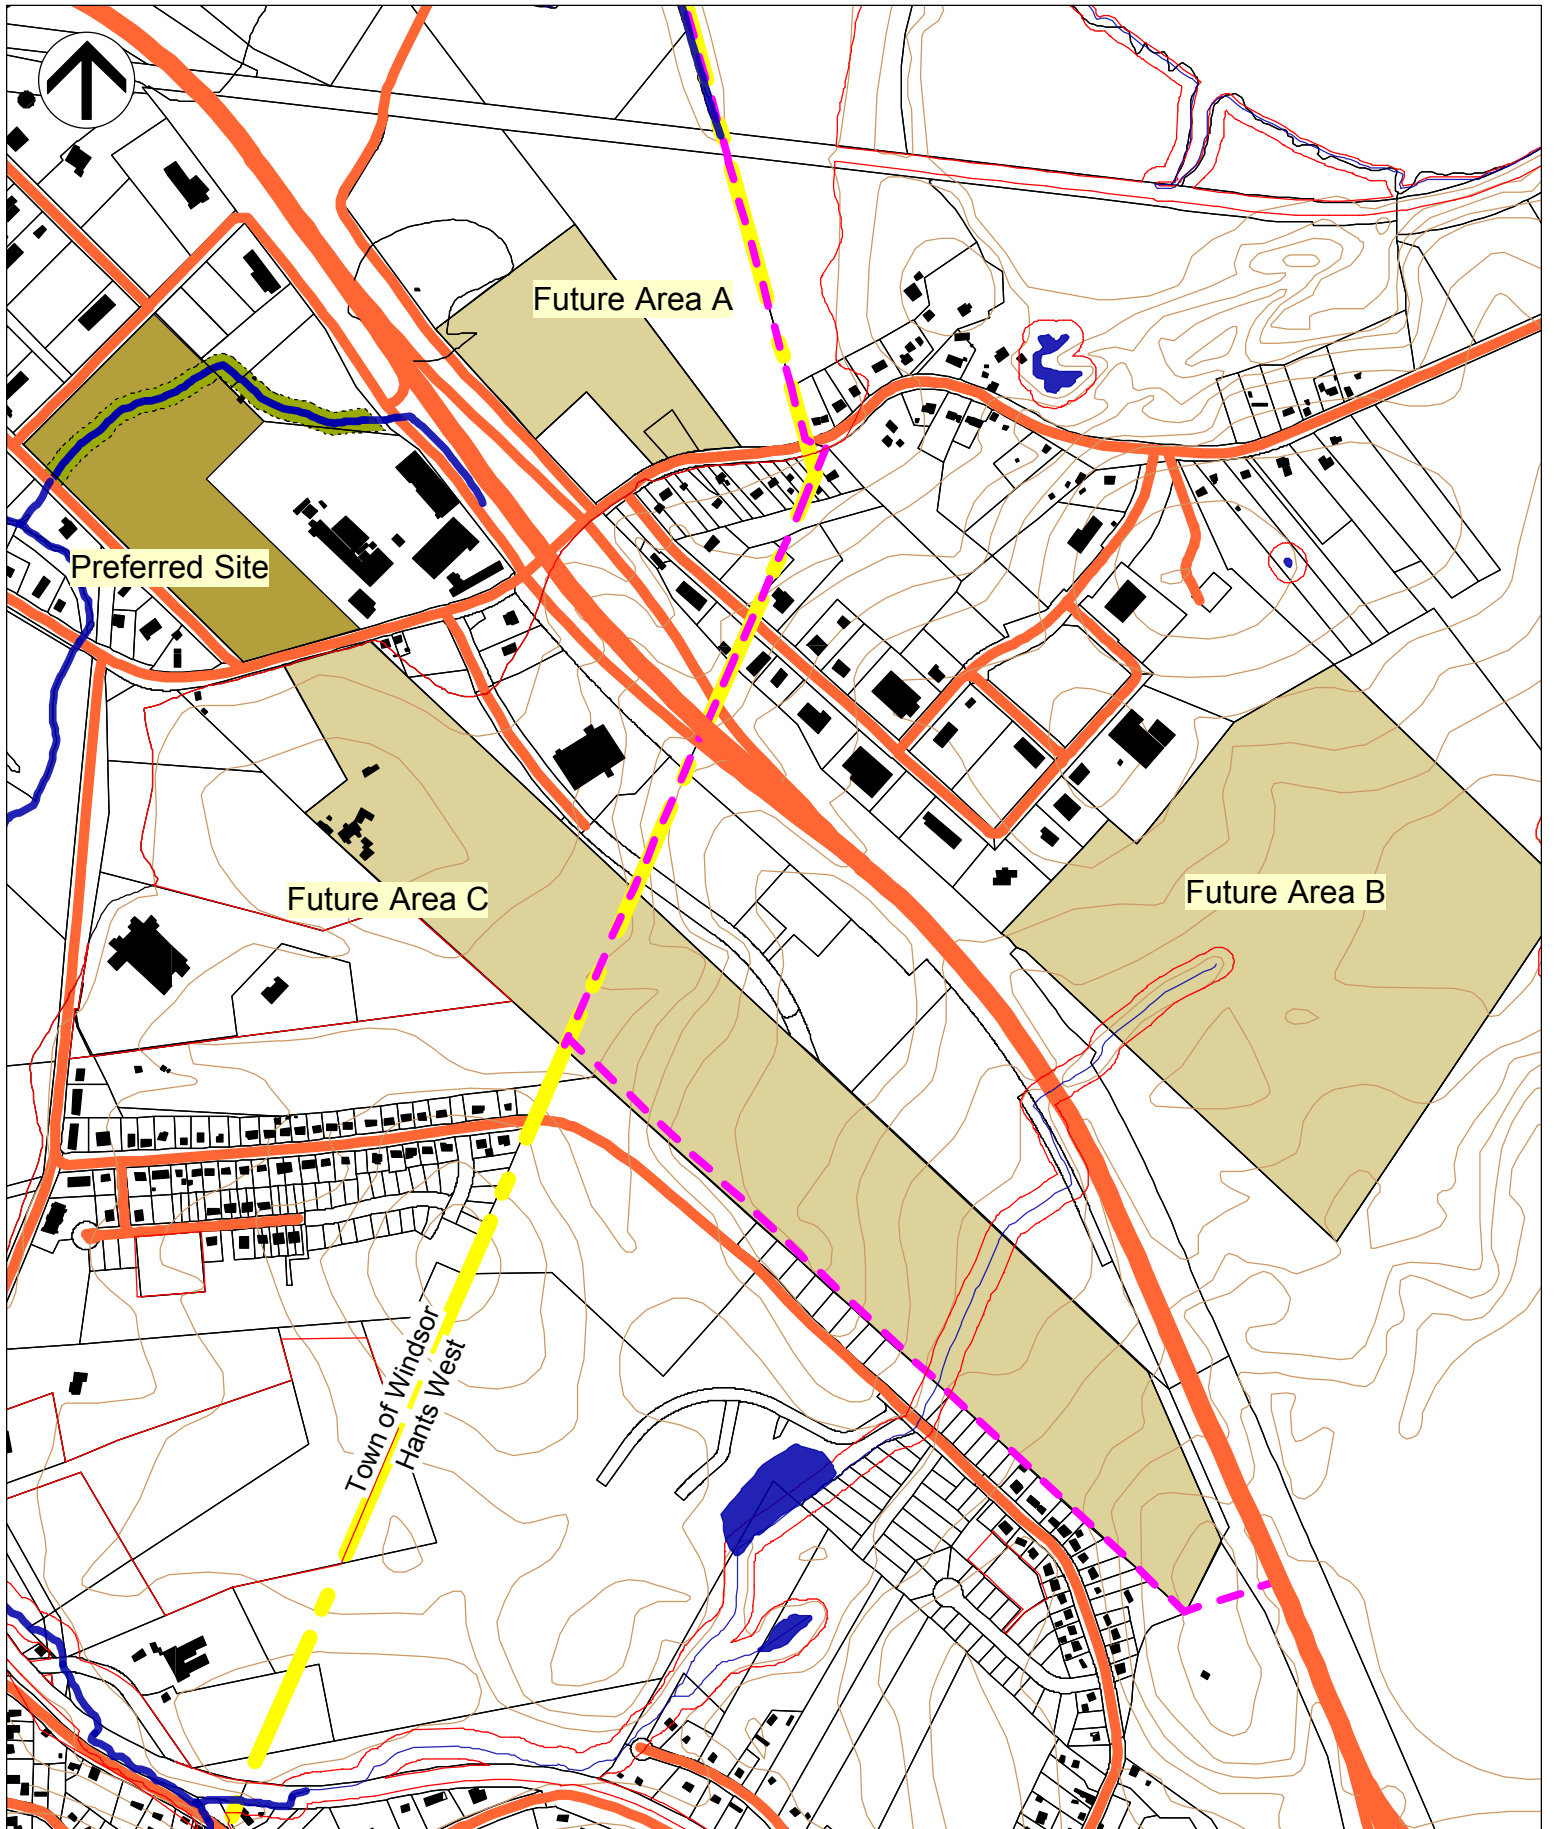 Future Area A
Preferred Site
Future Area B
Future Area C
Town of Windsor
Hants West